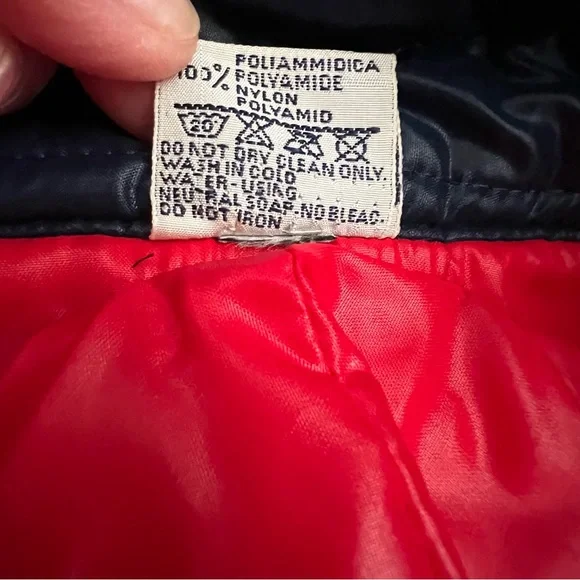 POLIAMMIDICA
100% POLYAMIDE
NYLON
POLYAMID
20
DO NOT DRY CLEAN ONLY.
WASH IN COLD
WATER-USING
NEUTRAL SOAP-NO BLEAC.
DO NOT IRON